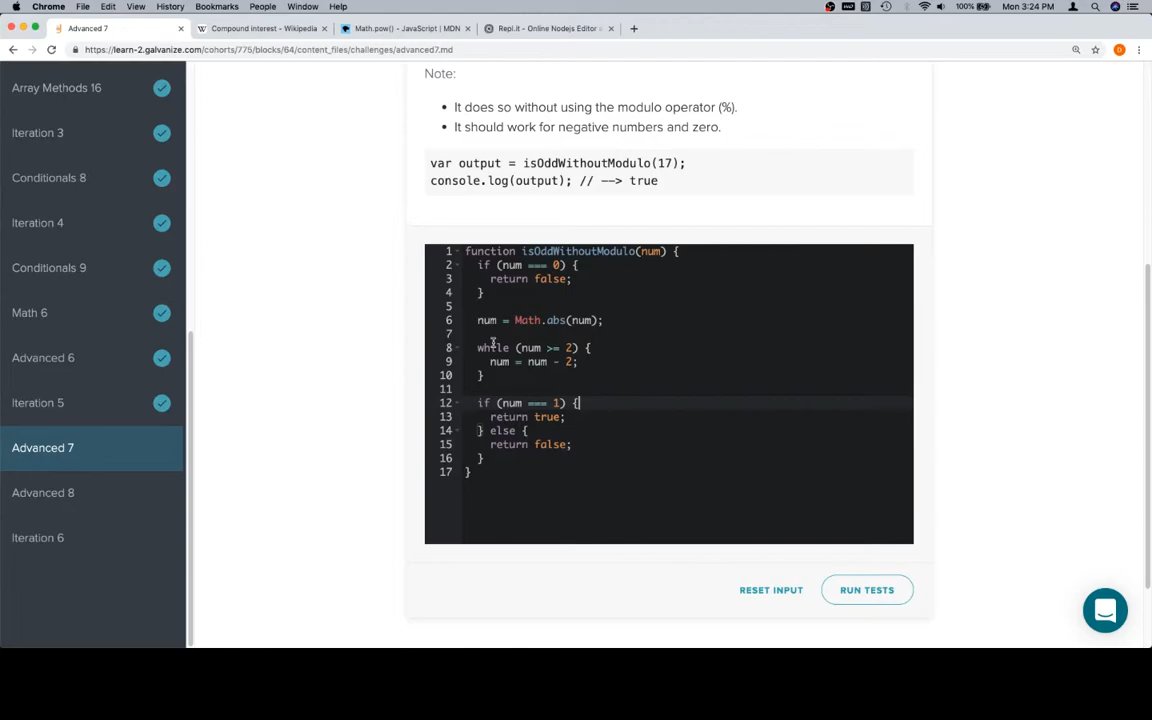 Chrome File Edit View History Bookmarks People Window Help 100% Mon 3:24 PM
Advanced 7 × Compound interest - Wikipedia × Math.pow() - JavaScript | MDN × Repl.it - Online Nodejs Editor × +
https://learn-2.galvanize.com/cohorts/775/blocks/64/content_files/challenges/advanced7.md
Array Methods 16
Iteration 3
Conditionals 8
Iteration 4
Conditionals 9
Math 6
Advanced 6
Iteration 5
Advanced 7
Advanced 8
Iteration 6
Note:
• It does so without using the modulo operator (%).
• It should work for negative numbers and zero.
var output = isOddWithoutModulo(17);
console.log(output); // --> true
1 function isOddWithoutModulo(num) {
2 if (num === 0) {
3 return false;
4 }
5
6 num = Math.abs(num);
7
8 while (num >= 2) {
9 num = num - 2;
10 }
11
12 if (num === 1) {
13 return true;
14 } else {
15 return false;
16 }
17 }
RESET INPUT RUN TESTS